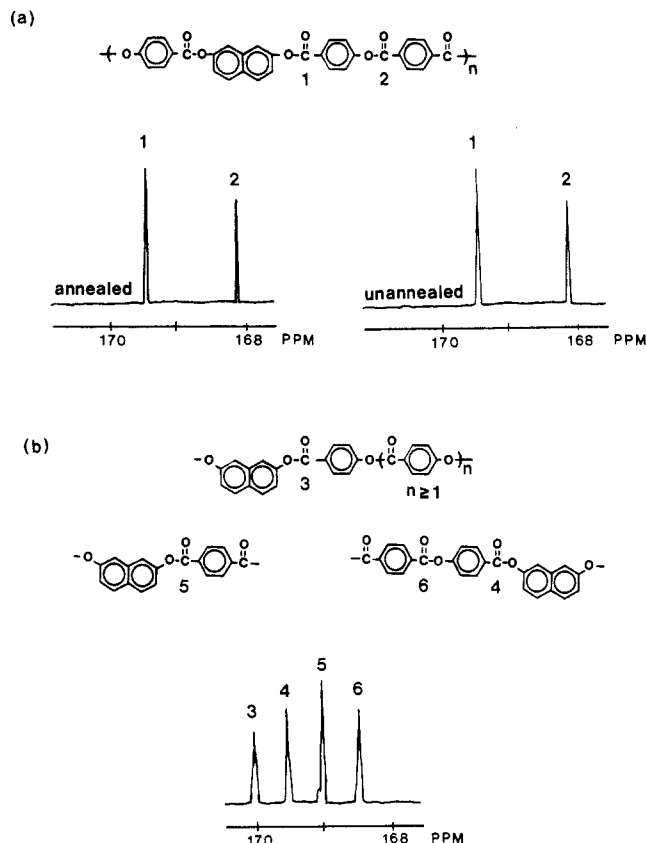 (a)
O C O O C O C C n
O O O O
1 2
1 2
annealed
170 168 PPM
1 2
unannealed
170 168 PPM
(b)
O O C O C O n
O O
3 n ≥ 1
O O C C
O O
5
C C O C O O
O O O
6 4
3 4 5 6
170 168 PPM